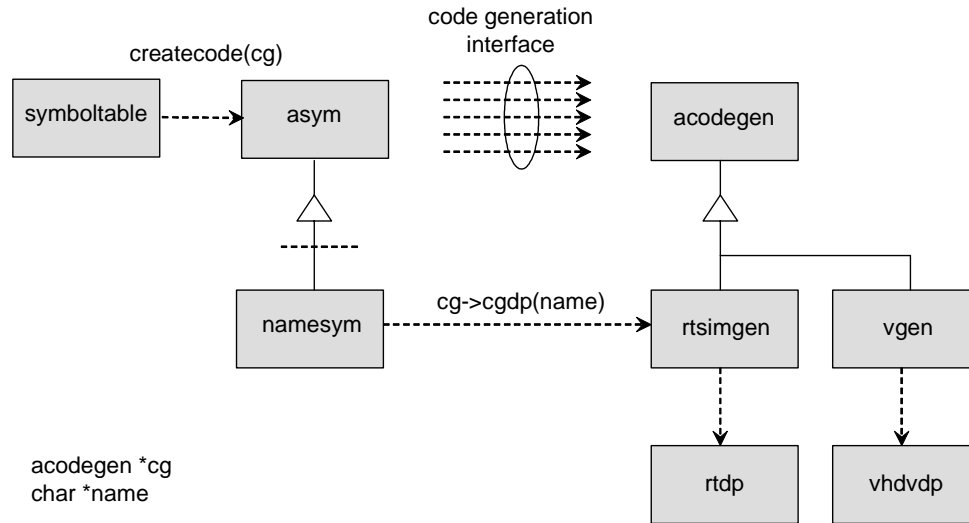 code generation
interface
createcode(cg)
symboltable
asym
acodegen
cg->cgdp(name)
namesym
rtsimgen
vgen
acodegen *cg
char *name
rtdp
vhdvdp